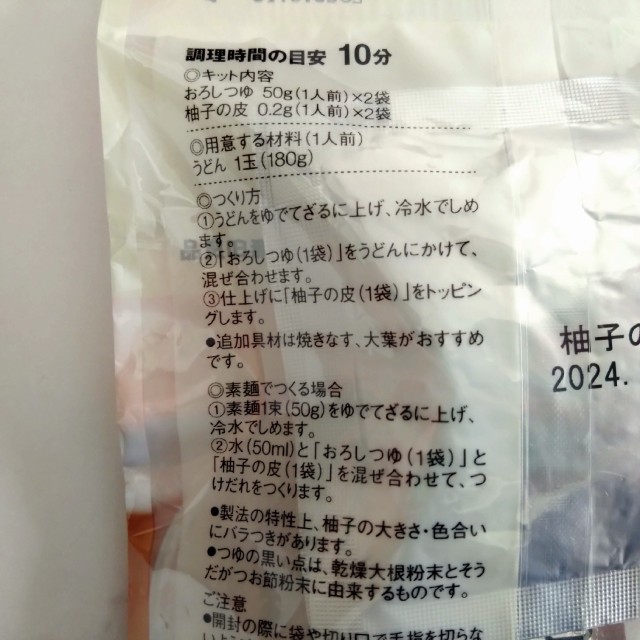 調理時間の目安 10分
◎キット内容
おろしつゆ 50g(1人前)×2袋
柚子の皮 0.2g(1人前)×2袋
◎用意する材料(1人前)
うどん 1玉(180g)
◎つくり方
①うどんをゆでてざるに上げ、冷水でしめ
ます。
②「おろしつゆ(1袋)」をうどんにかけて、
混ぜ合わせます。
③仕上げに「柚子の皮(1袋)」をトッピン
グします。
●追加具材は焼きなす、大葉がおすすめ
です。
◎素麺でつくる場合
①素麺1束(50g)をゆでてざるに上げ、
冷水でしめます。
②水(50ml)と「おろしつゆ(1袋)」と
「柚子の皮(1袋)」を混ぜ合わせて、つ
けだれをつくります。
●製法の特性上、柚子の大きさ・色合い
にバラつきがあります。
●つゆの黒い点は、乾燥大根粉末とそう
だがつお節粉末に由来するものです。
ご注意
●開封の際に袋や切り口で手指を切らな
柚子の
2024.